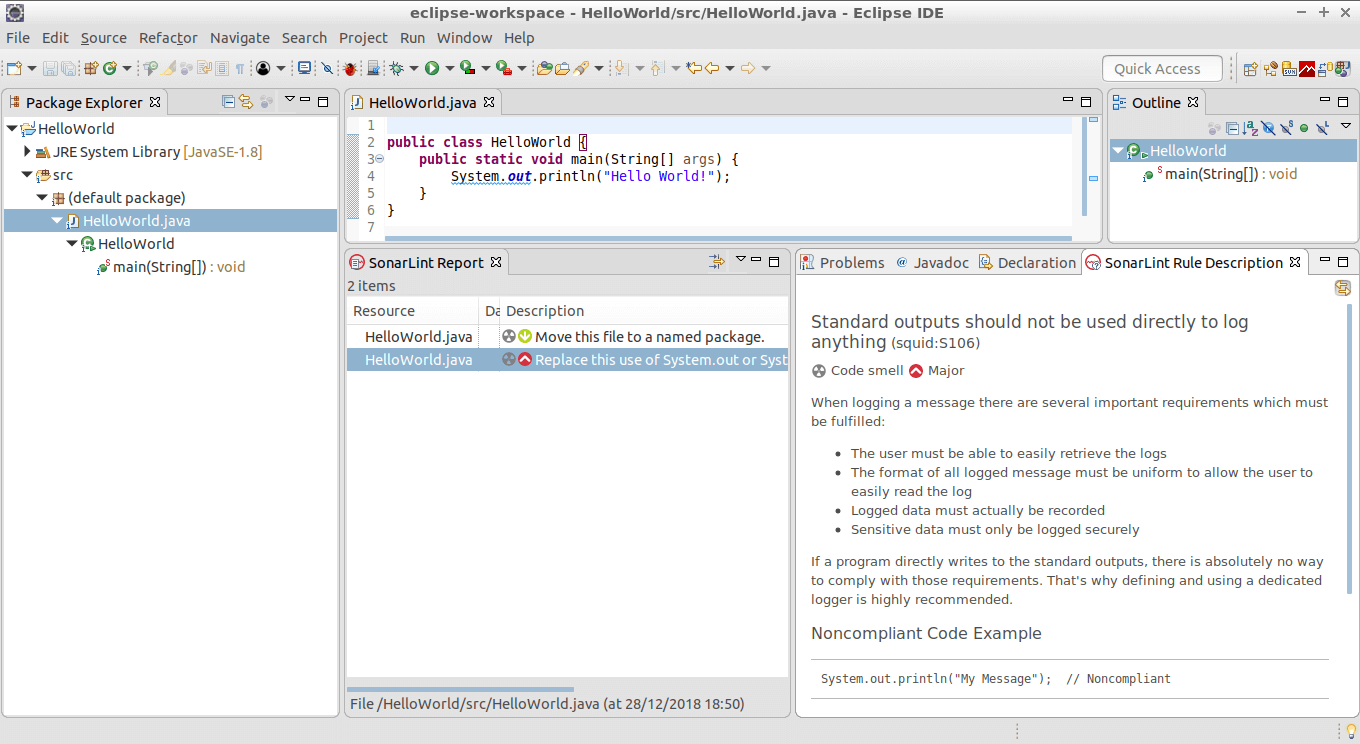 eclipse-workspace - HelloWorld/src/HelloWorld.java - Eclipse IDE
File Edit Source Refactor Navigate Search Project Run Window Help
Quick Access
Package Explorer
HelloWorld
JRE System Library [JavaSE-1.8]
src
(default package)
HelloWorld.java
HelloWorld
main(String[]) : void
HelloWorld.java
1
2 public class HelloWorld {
3 public static void main(String[] args) {
4 System.out.println("Hello World!");
5 }
6 }
7
Outline
HelloWorld
main(String[]) : void
SonarLint Report
2 items
Resource Da Description
HelloWorld.java Move this file to a named package.
HelloWorld.java Replace this use of System.out or Syst
File /HelloWorld/src/HelloWorld.java (at 28/12/2018 18:50)
Problems @ Javadoc Declaration SonarLint Rule Description
Standard outputs should not be used directly to log
anything (squid:S106)
Code smell Major
When logging a message there are several important requirements which must
be fulfilled:
• The user must be able to easily retrieve the logs
• The format of all logged message must be uniform to allow the user to
easily read the log
• Logged data must actually be recorded
• Sensitive data must only be logged securely
If a program directly writes to the standard outputs, there is absolutely no way
to comply with those requirements. That's why defining and using a dedicated
logger is highly recommended.
Noncompliant Code Example
System.out.println("My Message"); // Noncompliant